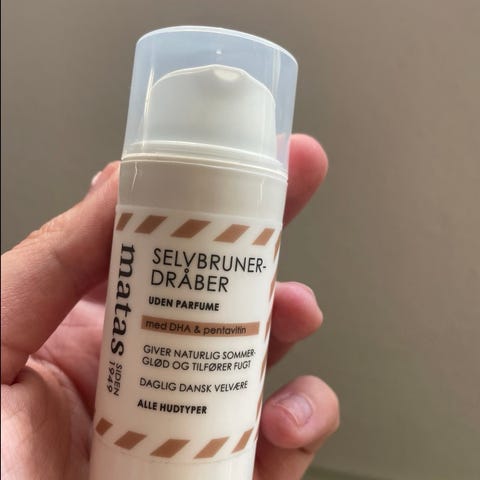 SELVBRUNER-
DRÅBER
UDEN PARFUME
med DHA & pentavitin
GIVER NATURLIG SOMMER-
GLØD OG TILFØRER FUGT
DAGLIG DANSK VELVÆRE
ALLE HUDTYPER
matas
SIDEN
1949